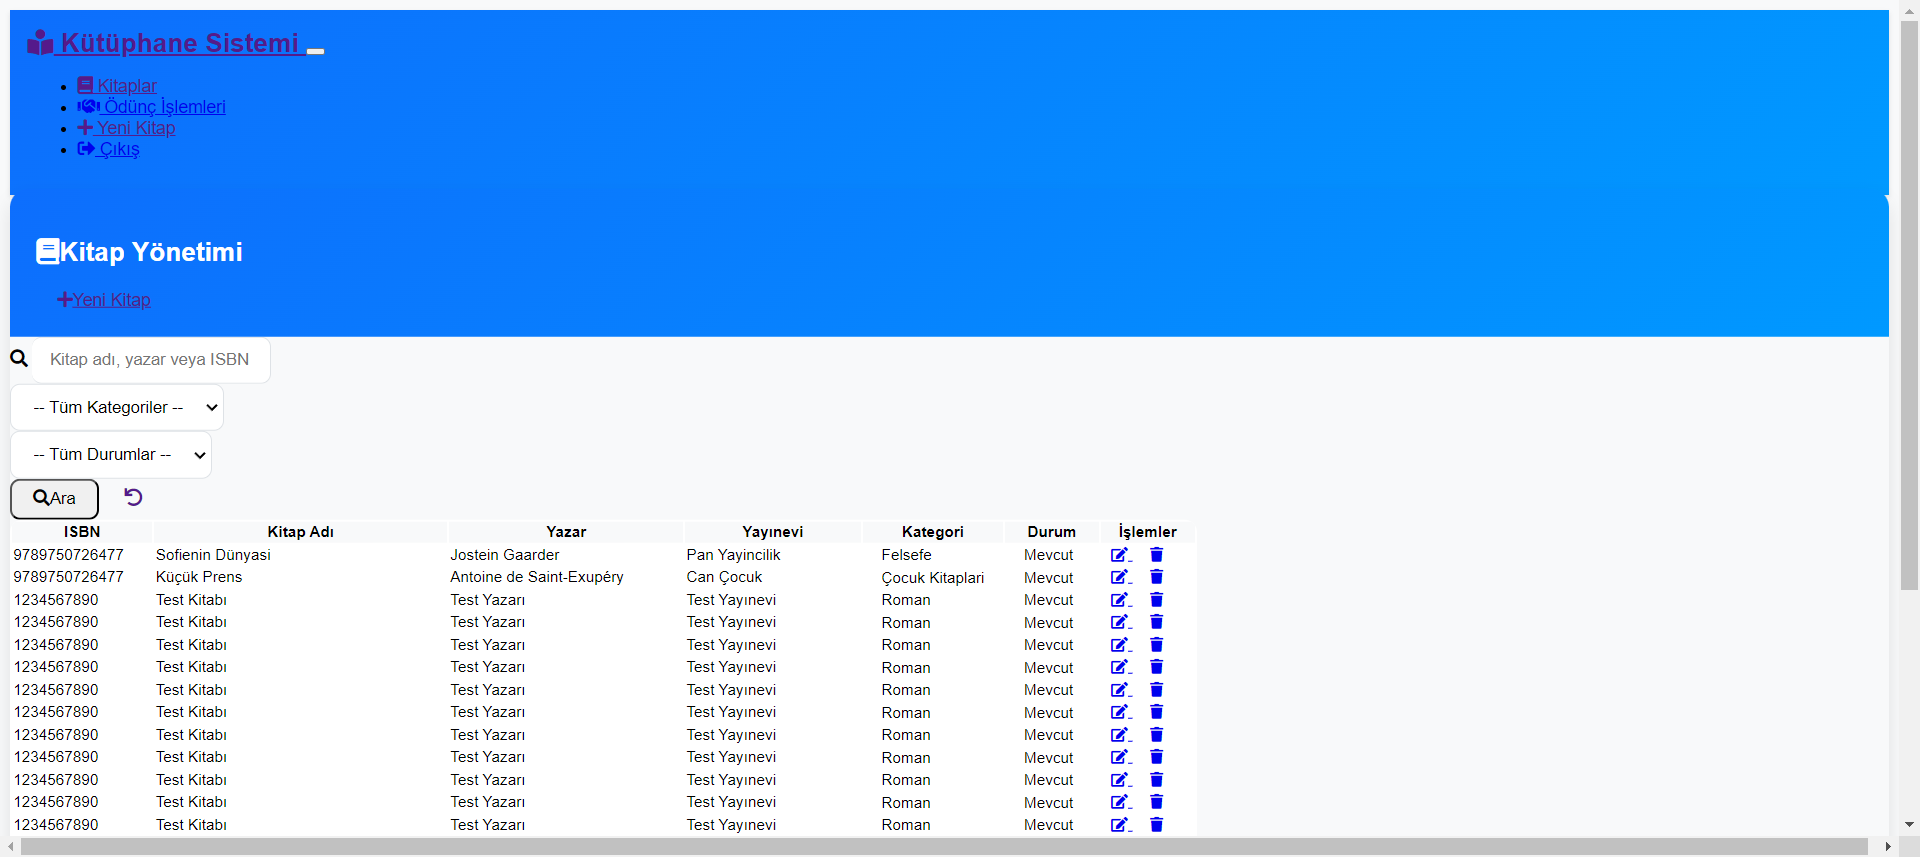 Kütüphane Sistemi
Kitaplar
Ödünç İşlemleri
Yeni Kitap
Çıkış
Kitap Yönetimi
Yeni Kitap
Kitap adı, yazar veya ISBN
-- Tüm Kategoriler --
-- Tüm Durumlar --
Ara
ISBN Kitap Adı Yazar Yayınevi Kategori Durum İşlemler
9789750726477 Sofienin Dünyasi Jostein Gaarder Pan Yayincilik Felsefe Mevcut
9789750726477 Küçük Prens Antoine de Saint-Exupéry Can Çocuk Çocuk Kitaplari Mevcut
1234567890 Test Kitabı Test Yazarı Test Yayınevi Roman Mevcut
1234567890 Test Kitabı Test Yazarı Test Yayınevi Roman Mevcut
1234567890 Test Kitabı Test Yazarı Test Yayınevi Roman Mevcut
1234567890 Test Kitabı Test Yazarı Test Yayınevi Roman Mevcut
1234567890 Test Kitabı Test Yazarı Test Yayınevi Roman Mevcut
1234567890 Test Kitabı Test Yazarı Test Yayınevi Roman Mevcut
1234567890 Test Kitabı Test Yazarı Test Yayınevi Roman Mevcut
1234567890 Test Kitabı Test Yazarı Test Yayınevi Roman Mevcut
1234567890 Test Kitabı Test Yazarı Test Yayınevi Roman Mevcut
1234567890 Test Kitabı Test Yazarı Test Yayınevi Roman Mevcut
1234567890 Test Kitabı Test Yazarı Test Yayınevi Roman Mevcut